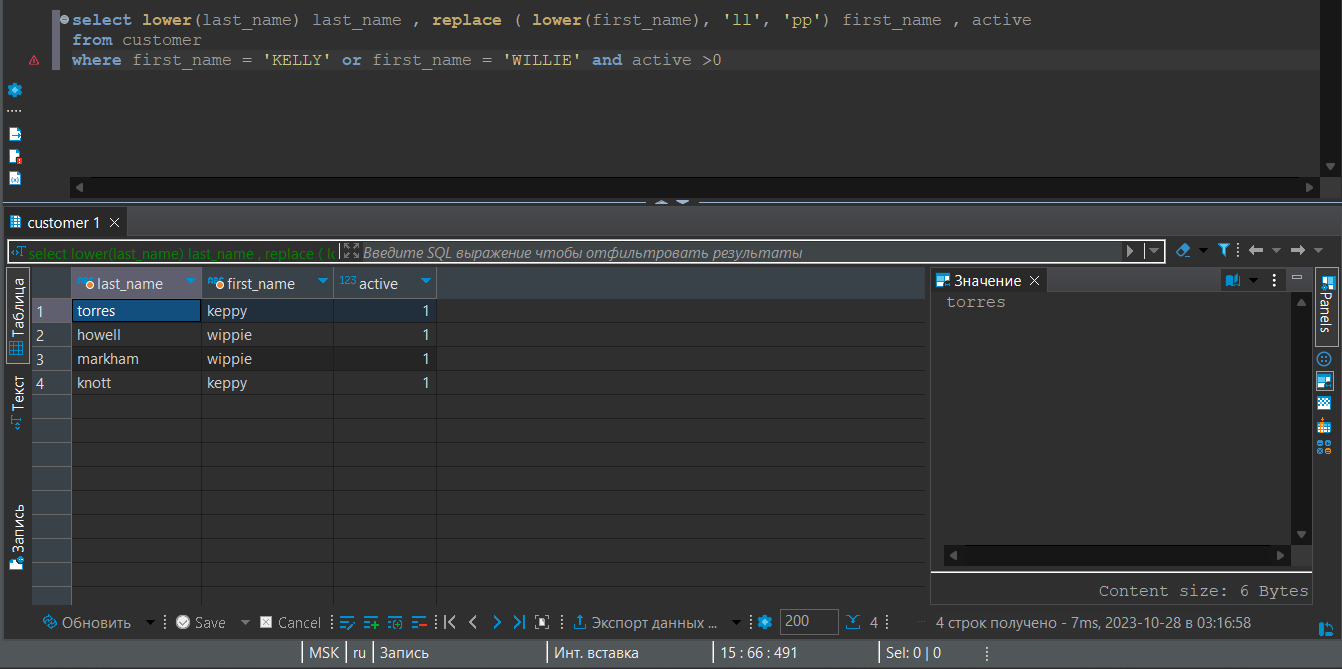 select lower(last_name) last_name , replace ( lower(first_name), 'll', 'pp') first_name , active
from customer
where first_name = 'KELLY' or first_name = 'WILLIE' and active >0
customer 1
select lower(last_name) last_name , replace ( lo
Введите SQL выражение чтобы отфильтровать результаты
Таблица
Текст
Запись
last_name first_name 123 active
1 torres keppy 1
2 howell wippie 1
3 markham wippie 1
4 knott keppy 1
Значение
torres
Content size: 6 Bytes
Panels
Обновить Save Cancel Экспорт данных ... 200 4 4 строк получено - 7ms, 2023-10-28 в 03:16:58
MSK ru Запись Инт. вставка 15 : 66 : 491 Sel: 0 | 0